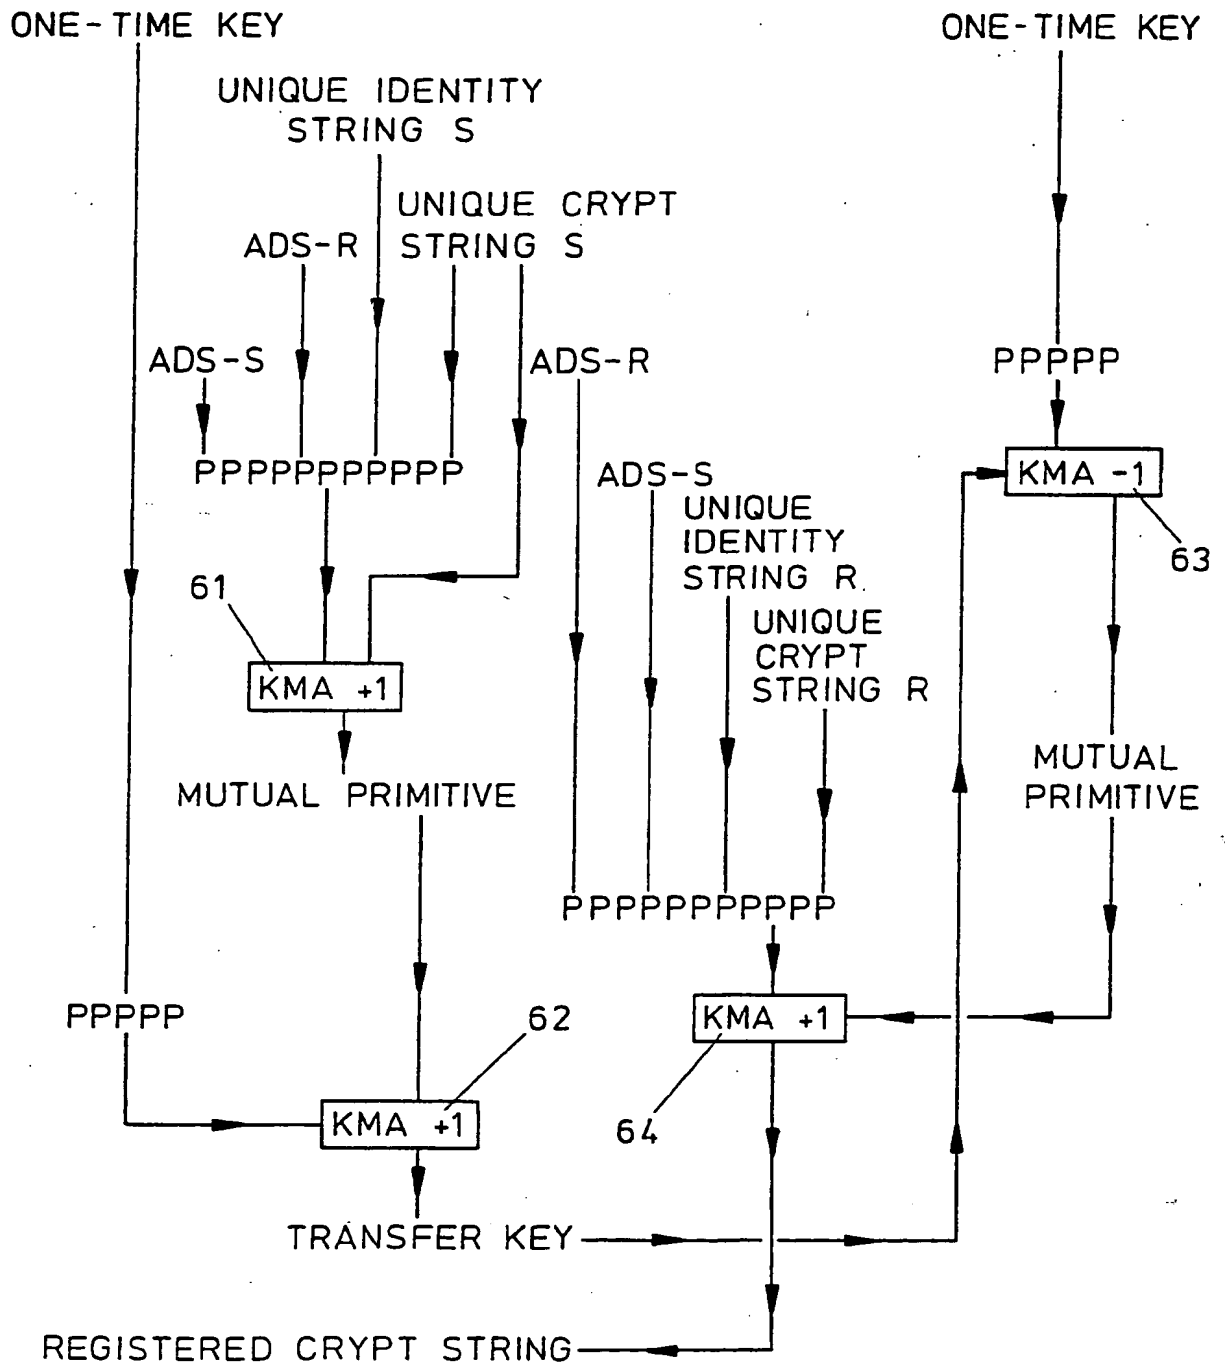 ONE-TIME KEY
ONE-TIME KEY
UNIQUE IDENTITY
STRING S
UNIQUE CRYPT
STRING S
ADS-R
ADS-S
ADS-R
PPPPP
PPPPPPPPPPP
KMA -1
ADS-S
UNIQUE
IDENTITY
STRING R
63
61
UNIQUE
CRYPT
STRING R
KMA +1
MUTUAL PRIMITIVE
MUTUAL
PRIMITIVE
PPPPPPPPPPP
PPPPP
62
KMA +1
KMA +1
64
TRANSFER KEY
REGISTERED CRYPT STRING